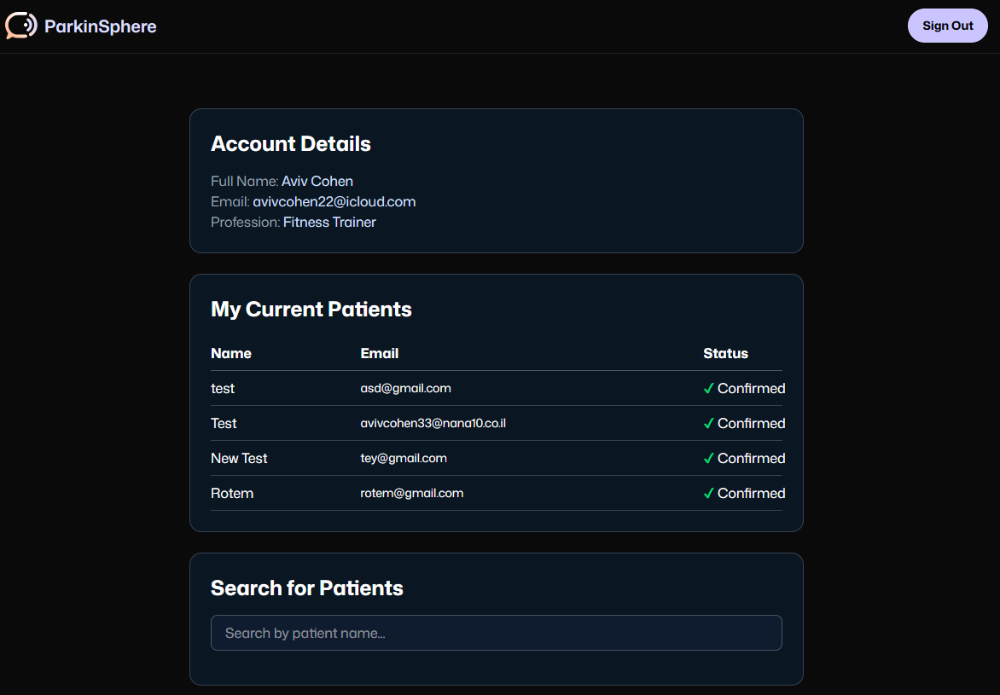 ParkinSphere
Sign Out
Account Details
Full Name: Aviv Cohen
Email: avivcohen22@icloud.com
Profession: Fitness Trainer
My Current Patients
Name Email Status
test asd@gmail.com ✓ Confirmed
Test avivcohen33@nana10.co.il ✓ Confirmed
New Test tey@gmail.com ✓ Confirmed
Rotem rotem@gmail.com ✓ Confirmed
Search for Patients
Search by patient name...